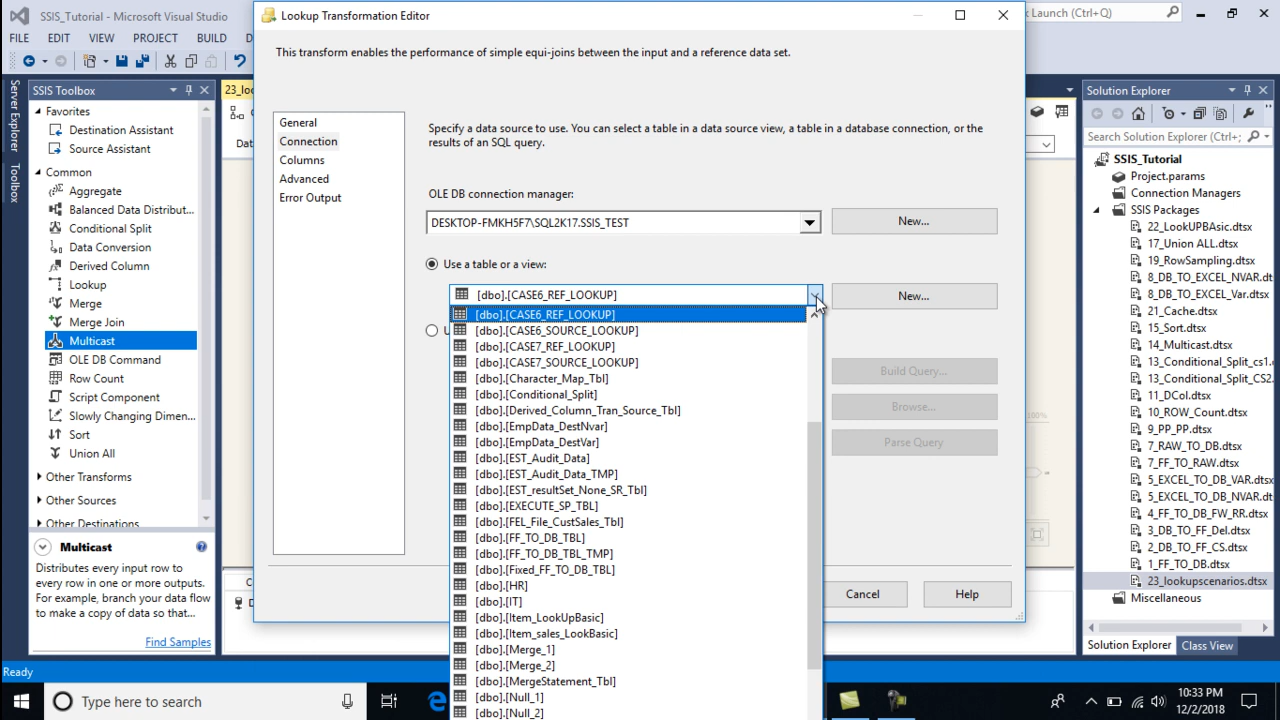 SSIS_Tutorial - Microsoft Visual Studio
Launch (Ctrl+Q)
FILE EDIT VIEW PROJECT BUILD
Lookup Transformation Editor
This transform enables the performance of simple equi-joins between the input and a reference data set.
General
Connection
Columns
Advanced
Error Output
Specify a data source to use. You can select a table in a data source view, a table in a database connection, or the
results of an SQL query.
OLE DB connection manager:
DESKTOP-FMKH5F7\SQL2K17.SSIS_TEST
New...
Use a table or a view:
[dbo].[CASE6_REF_LOOKUP]
New...
[dbo].[CASE6_REF_LOOKUP]
[dbo].[CASE6_SOURCE_LOOKUP]
[dbo].[CASE7_REF_LOOKUP]
[dbo].[CASE7_SOURCE_LOOKUP]
[dbo].[Character_Map_Tbl]
[dbo].[Conditional_Split]
[dbo].[Derived_Column_Tran_Source_Tbl]
[dbo].[EmpData_DestNvar]
[dbo].[EmpData_DestVar]
[dbo].[EST_Audit_Data]
[dbo].[EST_Audit_Data_TMP]
[dbo].[EST_resultSet_None_SR_Tbl]
[dbo].[EXECUTE_SP_TBL]
[dbo].[FEL_File_CustSales_Tbl]
[dbo].[FF_TO_DB_TBL]
[dbo].[FF_TO_DB_TBL_TMP]
[dbo].[Fixed_FF_TO_DB_TBL]
[dbo].[HR]
[dbo].[IT]
[dbo].[Item_LookUpBasic]
[dbo].[Item_sales_LookBasic]
[dbo].[Merge_1]
[dbo].[Merge_2]
[dbo].[MergeStatement_Tbl]
[dbo].[Null_1]
[dbo].[Null_2]
Build Query...
Browse...
Parse Query
Cancel
Help
Server Explorer
Toolbox
SSIS Toolbox
Favorites
Destination Assistant
Source Assistant
Common
Aggregate
Balanced Data Distribut...
Conditional Split
Data Conversion
Derived Column
Lookup
Merge
Merge Join
Multicast
OLE DB Command
Row Count
Script Component
Slowly Changing Dimen...
Sort
Union All
Other Transforms
Other Sources
Other Destinations
Multicast
Distributes every input row to
every row in one or more outputs.
For example, branch your data flow
to make a copy of data so that...
Find Samples
100%
Solution Explorer
Search Solution Explorer (Ctrl+;
SSIS_Tutorial
Project.params
Connection Managers
SSIS Packages
22_LookUPBAsic.dtsx
17_Union ALL.dtsx
19_RowSampling.dtsx
8_DB_TO_EXCEL_NVAR.dt
8_DB_TO_EXCEL_VAR.dtsx
21_Cache.dtsx
15_Sort.dtsx
14_Multicast.dtsx
13_Conditional_Split_cs1.d
13_Conditional_Split_CS2.
11_DCol.dtsx
10_ROW_Count.dtsx
9_PP_PP.dtsx
7_RAW_TO_DB.dtsx
7_FF_TO_RAW.dtsx
5_EXCEL_TO_DB_VAR.dtsx
5_EXCEL_TO_DB_NVAR.dt
4_FF_TO_DB_FW_RR.dtsx
3_DB_TO_FF_Del.dtsx
2_DB_TO_FF_CS.dtsx
1_FF_TO_DB.dtsx
23_lookupscenarios.dtsx
Miscellaneous
Solution Explorer Class View
Ready
Type here to search
10:33 PM
12/2/2018